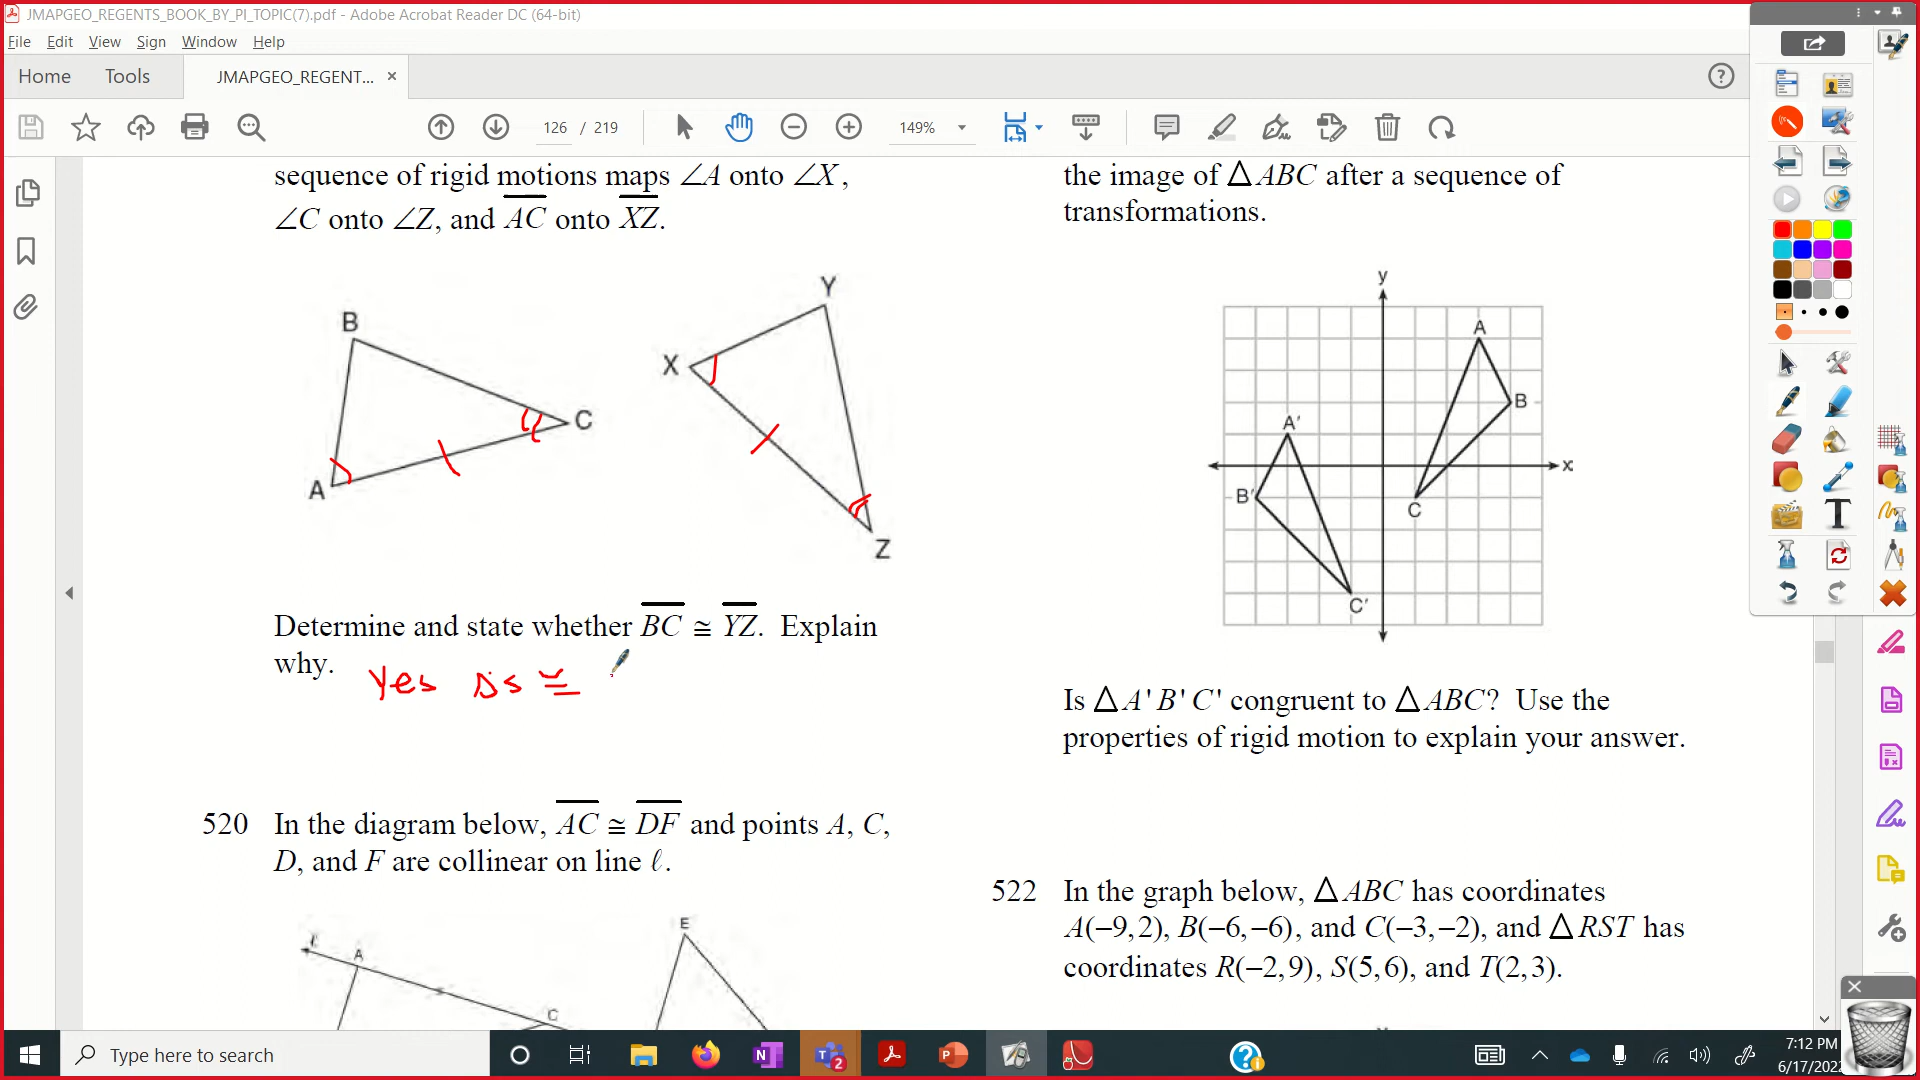 JMAPGEO_REGENTS_BOOK_BY_PI_TOPIC(7).pdf - Adobe Acrobat Reader DC (64-bit)
File Edit View Sign Window Help
Home Tools JMAPGEO_REGENT... ×
126 / 219 149%
sequence of rigid motions maps ∠A onto ∠X,
∠C onto ∠Z, and AC onto XZ.
B
A
C
X
Y
Z
Determine and state whether BC ≅ YZ. Explain
why.
Yes Δs ≅
520 In the diagram below, AC ≅ DF and points A, C,
D, and F are collinear on line ℓ.
ℓ
A
C
E
the image of △ABC after a sequence of
transformations.
y
A
B
A'
x
B'
C
C'
Is △A'B'C' congruent to △ABC? Use the
properties of rigid motion to explain your answer.
522 In the graph below, △ABC has coordinates
A(−9,2), B(−6,−6), and C(−3,−2), and △RST has
coordinates R(−2,9), S(5,6), and T(2,3).
T
Type here to search
N
T 2
P
7:12 PM